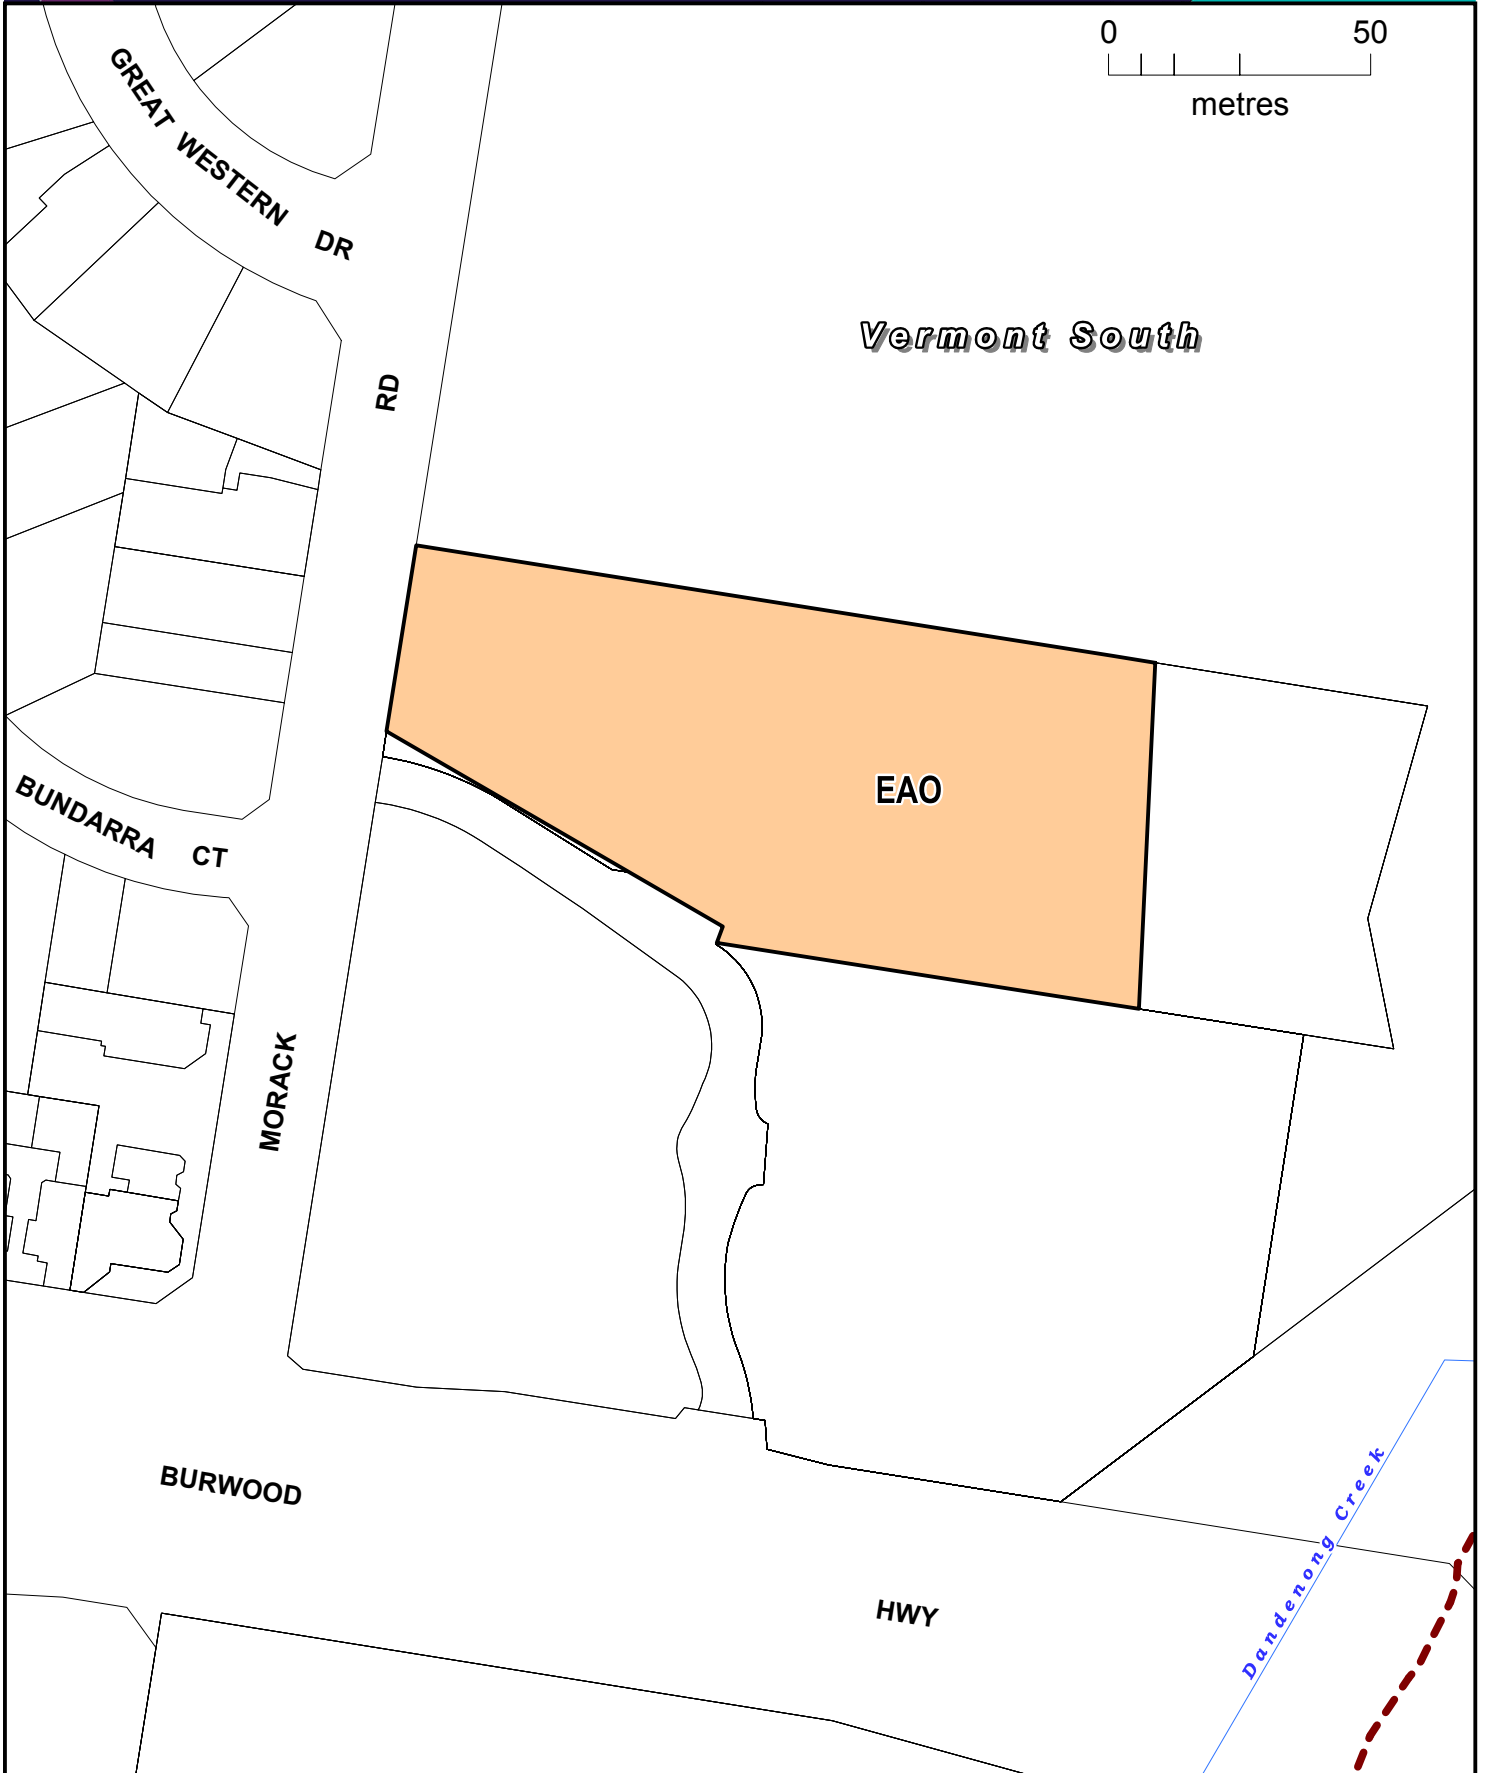 0 50
metres
GREAT WESTERN DR
Vermont South
RD
EAO
BUNDARRA CT
MORACK
BURWOOD
HWY
Dandenong Creek